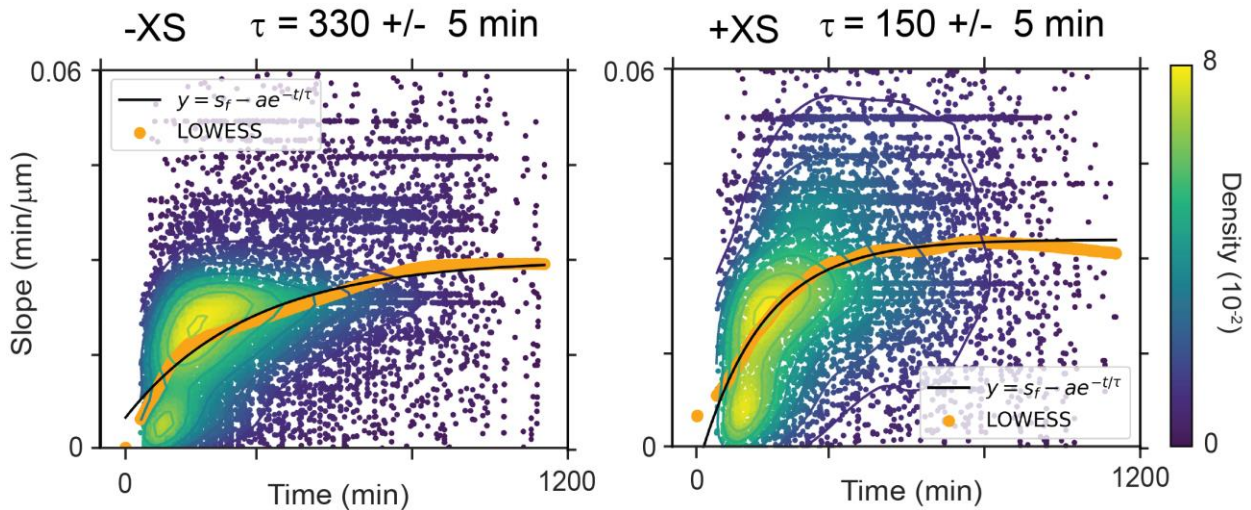 -XS τ = 330 +/- 5 min
+XS τ = 150 +/- 5 min
0.06
y = s_f − ae^{−t/τ}
LOWESS
Slope (min/μm)
0
0
Time (min)
1200
0.06
y = s_f − ae^{−t/τ}
LOWESS
0
0
Time (min)
1200
8
Density (10^{-2})
0